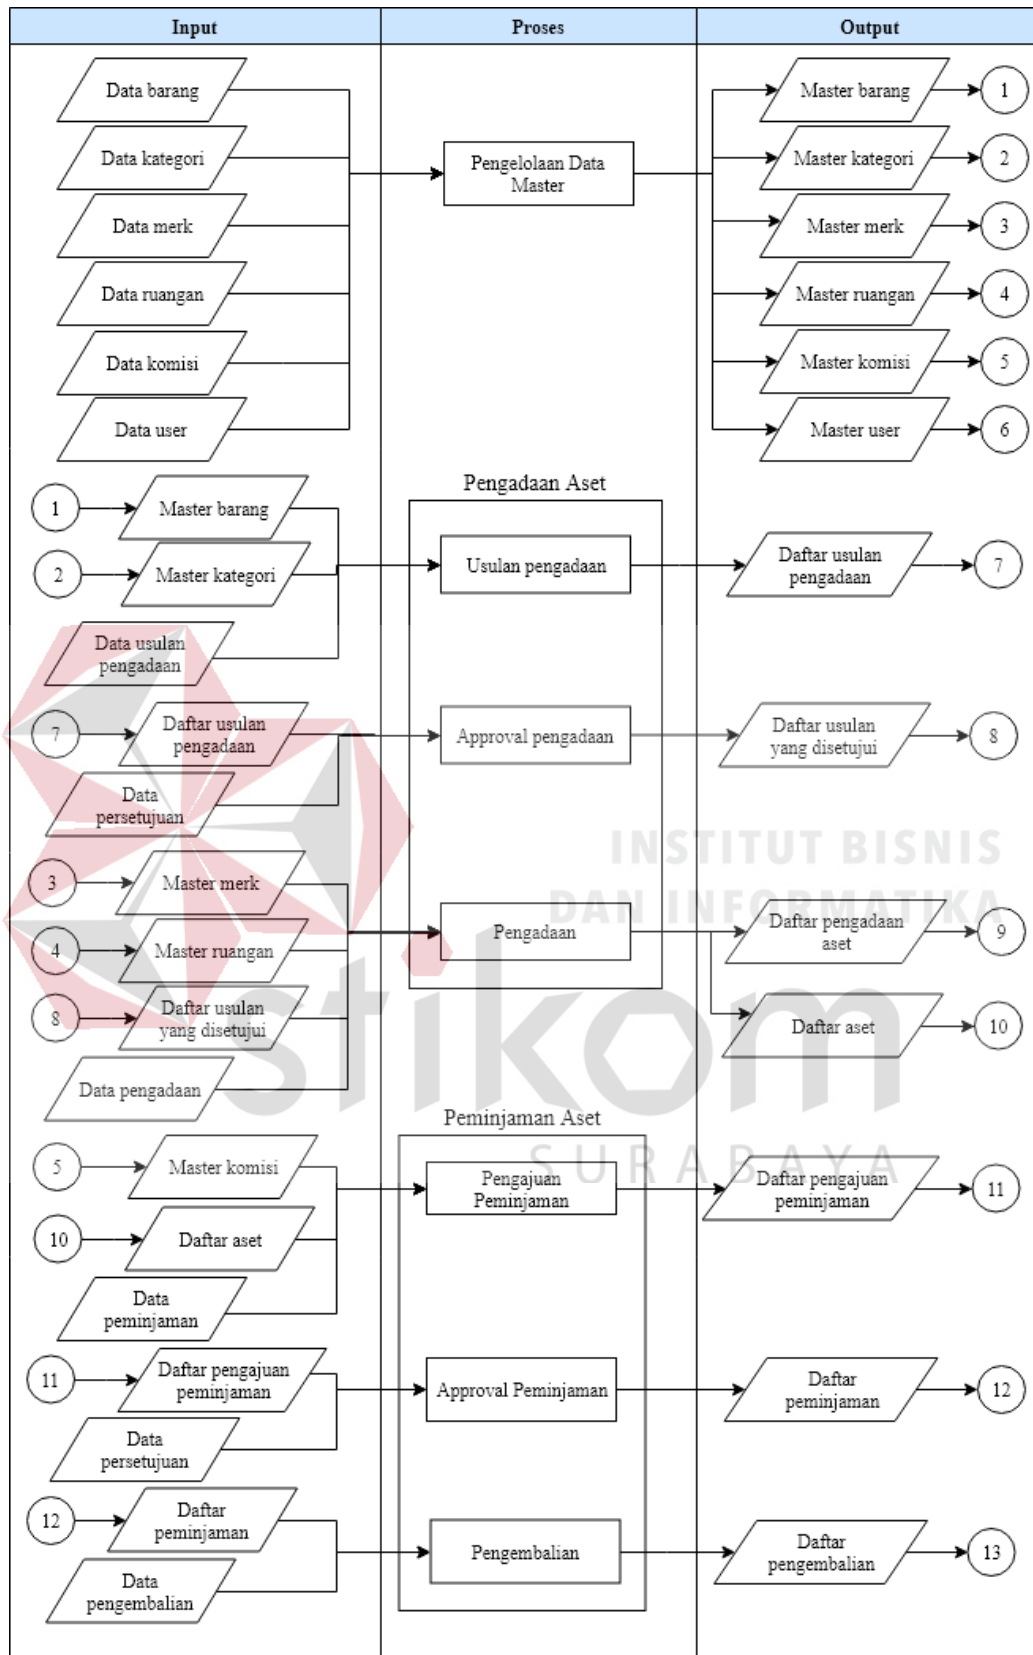 Input
Proses
Output
Data barang
Data kategori
Data merk
Data ruangan
Data komisi
Data user
Pengelolaan Data
Master
Master barang
1
Master kategori
2
Master merk
3
Master ruangan
4
Master komisi
5
Master user
6
Pengadaan Aset
1
Master barang
2
Master kategori
Data usulan
pengadaan
Usulan pengadaan
Daftar usulan
pengadaan
7
7
Daftar usulan
pengadaan
Data
persetujuan
Approval pengadaan
Daftar usulan
yang disetujui
8
INSTITUT BISNIS
DAN INFORMATIKA
3
Master merk
4
Master ruangan
8
Daftar usulan
yang disetujui
Data pengadaan
Pengadaan
Daftar pengadaan
aset
9
Daftar aset
10
stikom
SURABAYA
Peminjaman Aset
5
Master komisi
10
Daftar aset
Data
peminjaman
Pengajuan
Peminjaman
Daftar pengajuan
peminjaman
11
11
Daftar pengajuan
peminjaman
Data
persetujuan
Approval Peminjaman
Daftar
peminjaman
12
12
Daftar
peminjaman
Data
pengembalian
Pengembalian
Daftar
pengembalian
13